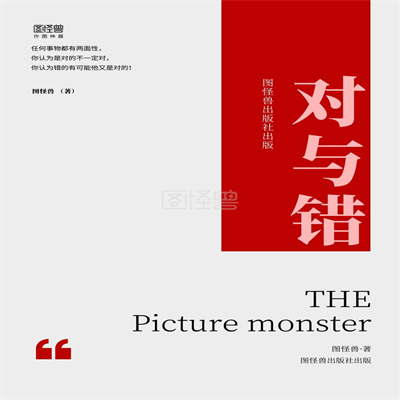 图怪兽
作图神器
任何事物都有两面性，
你认为是对的不一定对，
你认为错的有可能他又是对的！
图怪兽 （著）
对与错
图怪兽出版社出版
图怪兽
THE
Picture monster
图怪兽·著
图怪兽出版社出版